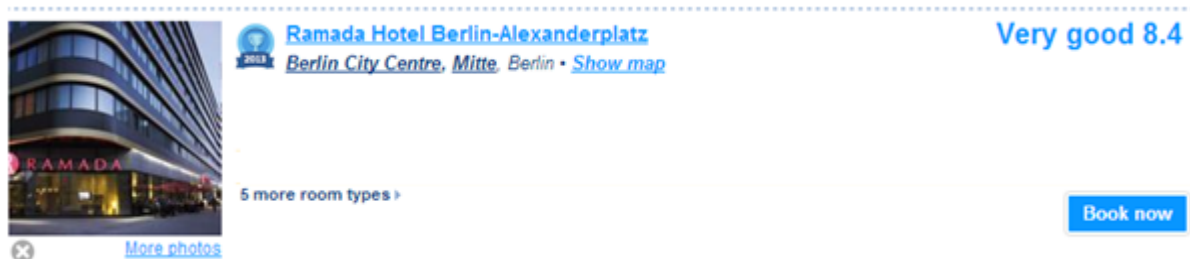 Ramada Hotel Berlin-Alexanderplatz
Very good 8.4
2013
Berlin City Centre, Mitte, Berlin • Show map
RAMADA
5 more room types
Book now
More photos